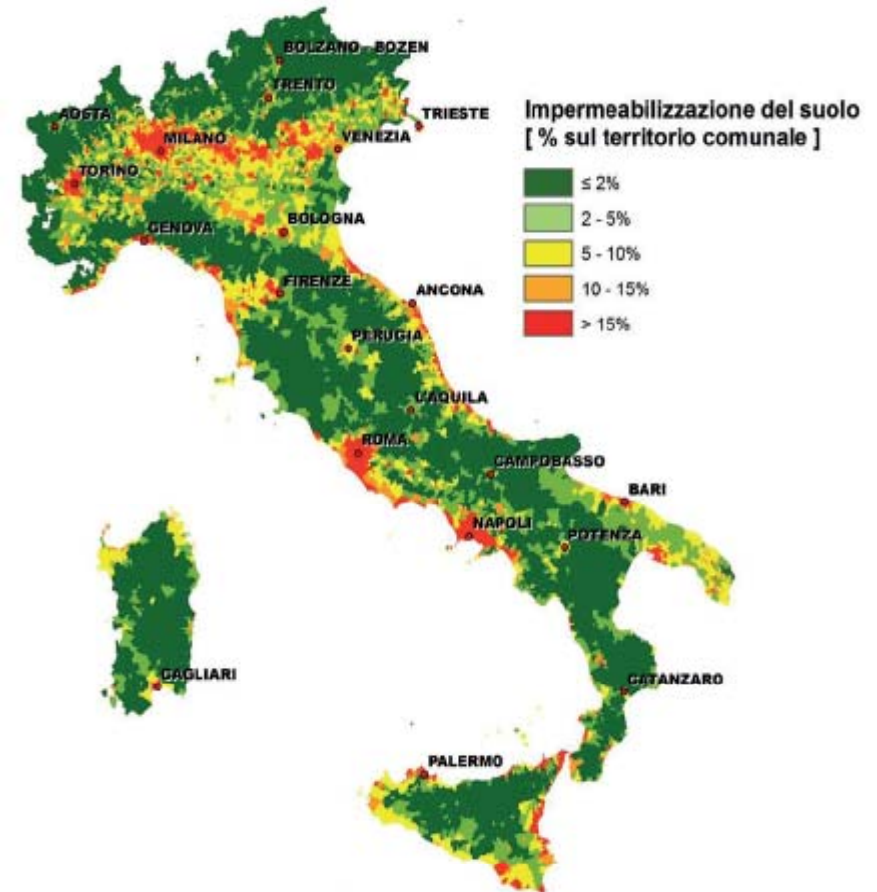 BOLZANO - BOZEN
TRENTO
AOSTA
TRIESTE
MILANO
VENEZIA
TORINO
GENOVA
BOLOGNA
FIRENZE
ANCONA
PERUGIA
L'AQUILA
ROMA
CAMPOBASSO
BARI
NAPOLI
POTENZA
CAGLIARI
CATANZARO
PALERMO
Impermeabilizzazione del suolo
[ % sul territorio comunale ]
≤ 2%
2 - 5%
5 - 10%
10 - 15%
> 15%